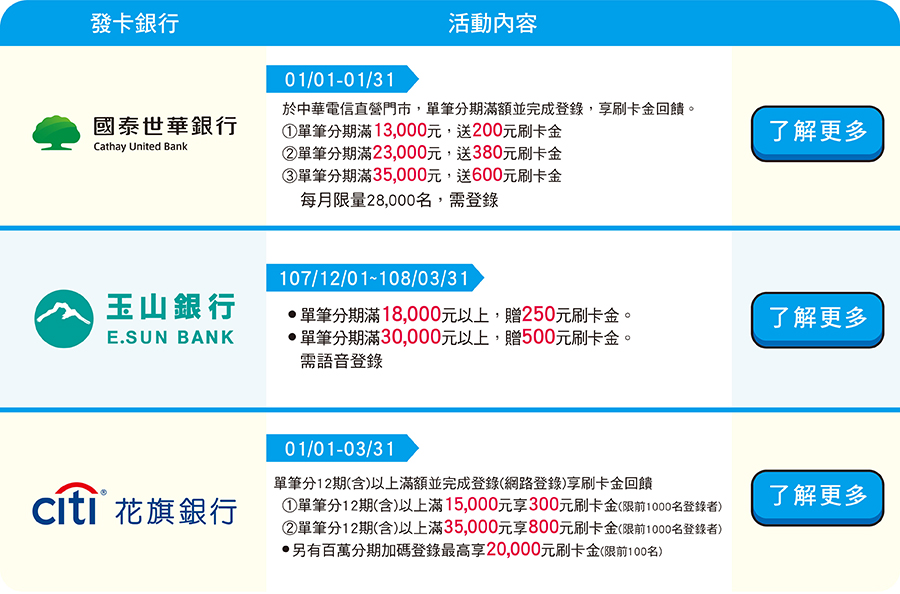 發卡銀行 活動內容
01/01-01/31
國泰世華銀行
Cathay United Bank
於中華電信直營門市，單筆分期滿額並完成登錄，享刷卡金回饋。
①單筆分期滿13,000元，送200元刷卡金
②單筆分期滿23,000元，送380元刷卡金
③單筆分期滿35,000元，送600元刷卡金
每月限量28,000名，需登錄
了解更多
107/12/01~108/03/31
玉山銀行
E.SUN BANK
●單筆分期滿18,000元以上，贈250元刷卡金。
●單筆分期滿30,000元以上，贈500元刷卡金。
需語音登錄
了解更多
01/01-03/31
citi® 花旗銀行
單筆分12期(含)以上滿額並完成登錄(網路登錄)享刷卡金回饋
①單筆分12期(含)以上滿15,000元享300元刷卡金(限前1000名登錄者)
②單筆分12期(含)以上滿35,000元享800元刷卡金(限前1000名登錄者)
●另有百萬分期加碼登錄最高享20,000元刷卡金(限前100名)
了解更多